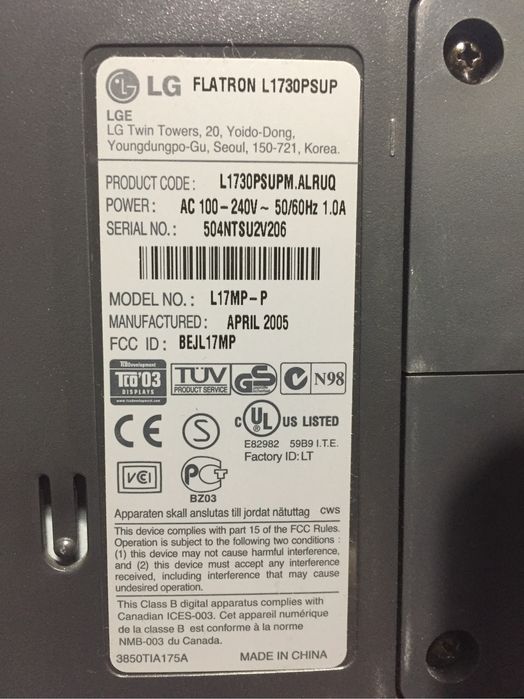 LG FLATRON L1730PSUP
LGE
LG Twin Towers, 20, Yoido-Dong,
Youngdungpo-Gu, Seoul, 150-721, Korea.
PRODUCT CODE : L1730PSUPM.ALRUQ
POWER : AC 100-240V~ 50/60Hz 1.0A
SERIAL NO. : 504NTSU2V206
MODEL NO. : L17MP-P
MANUFACTURED : APRIL 2005
FCC ID : BEJL17MP
TCO Development
TCO'03
DISPLAYS
www.tcodevelopment.com
TÜV
PRODUCT SERVICE
GS
N98
CE
S
c UL US LISTED
E82982 59B9 I.T.E.
Factory ID: LT
VCI
PCT
BZ03
Apparaten skall anslutas till jordat nätuttag CWS
This device complies with part 15 of the FCC Rules.
Operation is subject to the following two conditions :
(1) this device may not cause harmful interference,
and (2) this device must accept any interference
received, including interference that may cause
undesired operation.
This Class B digital apparatus complies with
Canadian ICES-003. Cet appareil numérique
de la classe B est conforme à la norme
NMB-003 du Canada.
3850TIA175A MADE IN CHINA